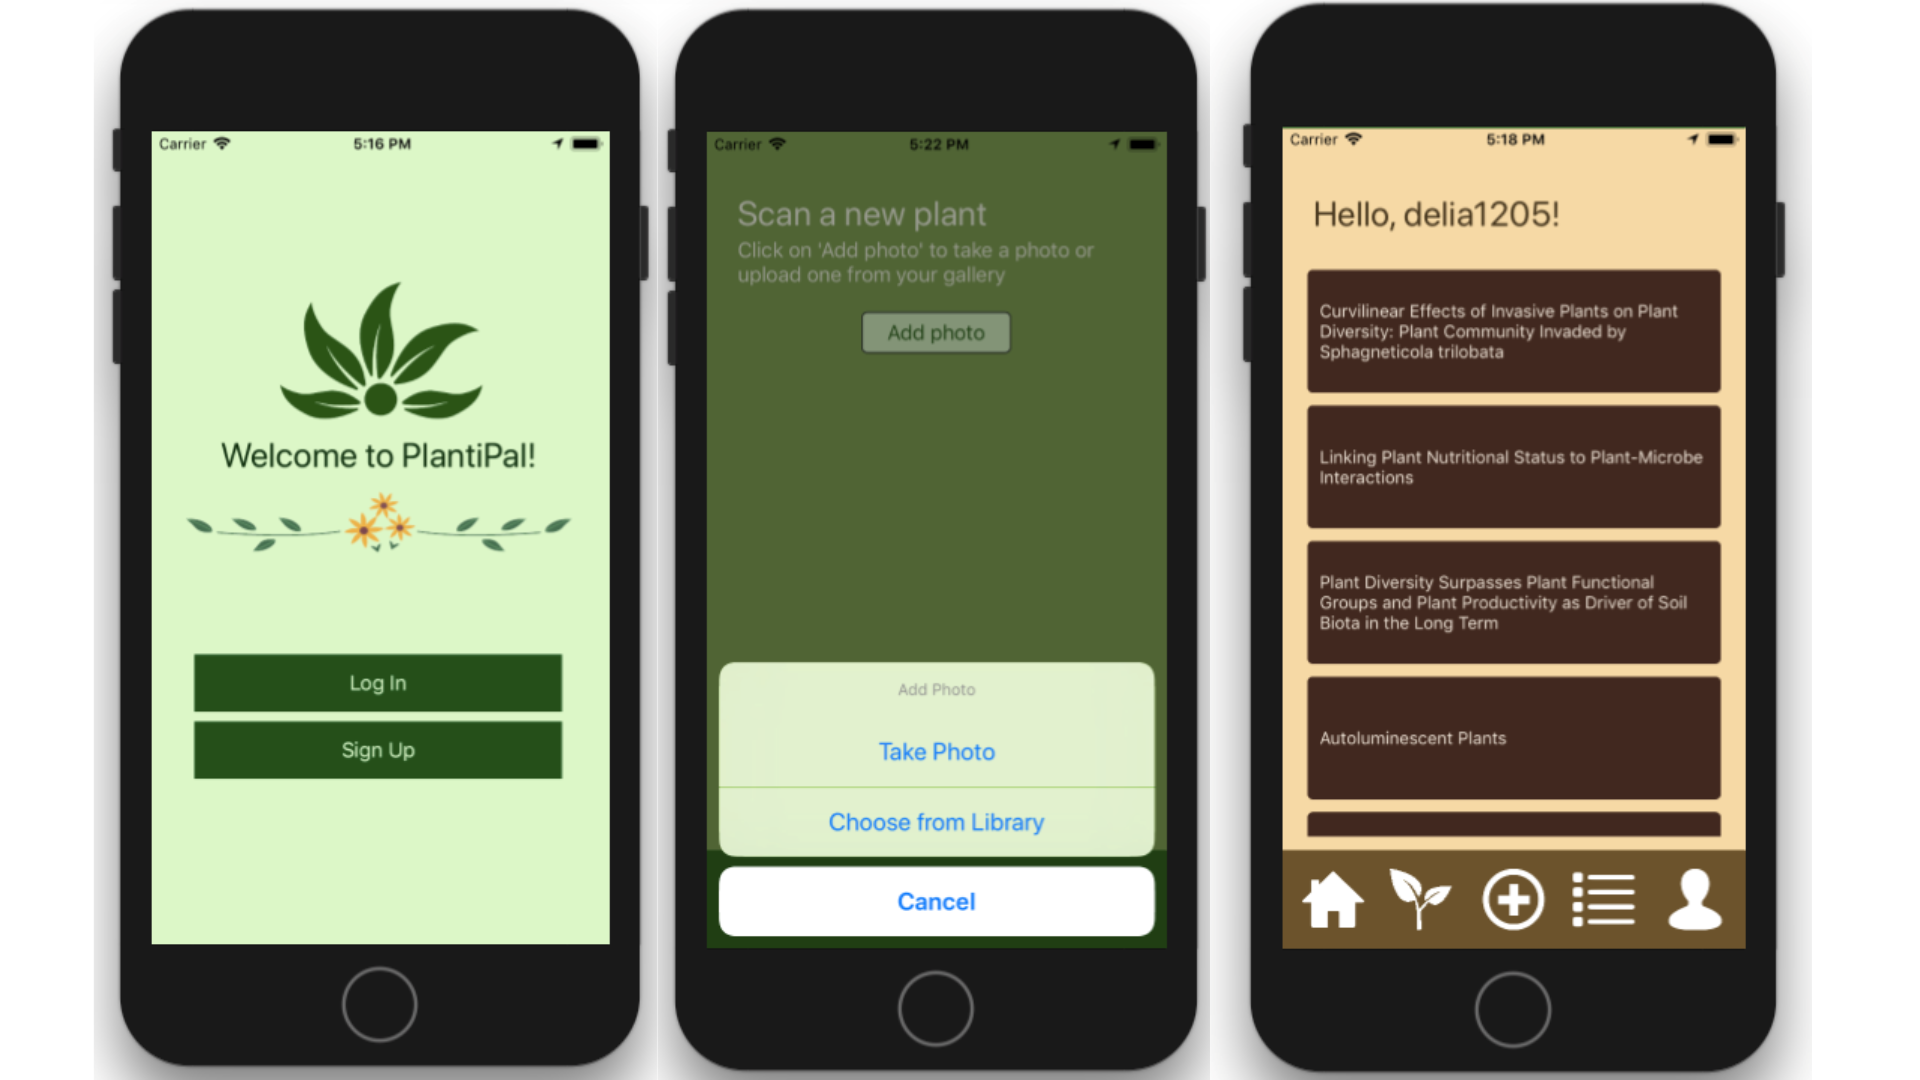 Carrier 5:16 PM
Welcome to PlantiPal!
Log In
Sign Up
Carrier 5:22 PM
Scan a new plant
Click on 'Add photo' to take a photo or
upload one from your gallery
Add photo
Add Photo
Take Photo
Choose from Library
Cancel
Carrier 5:18 PM
Hello, delia1205!
Curvilinear Effects of Invasive Plants on Plant
Diversity: Plant Community Invaded by
Sphagneticola trilobata
Linking Plant Nutritional Status to Plant-Microbe
Interactions
Plant Diversity Surpasses Plant Functional
Groups and Plant Productivity as Driver of Soil
Biota in the Long Term
Autoluminescent Plants